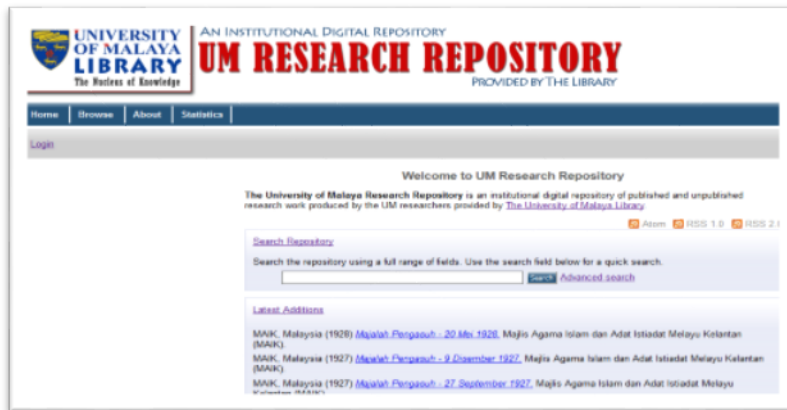 UNIVERSITY
OF MALAYA
LIBRARY
The Nucleus of Knowledge
AN INSTITUTIONAL DIGITAL REPOSITORY
UM RESEARCH REPOSITORY
PROVIDED BY THE LIBRARY
Home Browse About Statistics
Login
Welcome to UM Research Repository
The University of Malaya Research Repository is an institutional digital repository of published and unpublished
research work produced by the UM researchers provided by The University of Malaya Library
Atom RSS 1.0 RSS 2.
Search Repository
Search the repository using a full range of fields. Use the search field below for a quick search.
Search Advanced search
Latest Additions
MAIK, Malaysia (1928) Majalah Pengasuh - 20 Mei 1926. Majlis Agama Islam dan Adat Istiadat Melayu Kelantan
(MAIK).
MAIK, Malaysia (1927) Majalah Pengasuh - 9 Disember 1927. Majlis Agama Islam dan Adat Istiadat Melayu Kelantan
(MAIK).
MAIK, Malaysia (1927) Majalah Pengasuh - 27 September 1927. Majlis Agama Islam dan Adat Istiadat Melayu
Kelantan (MAIK)